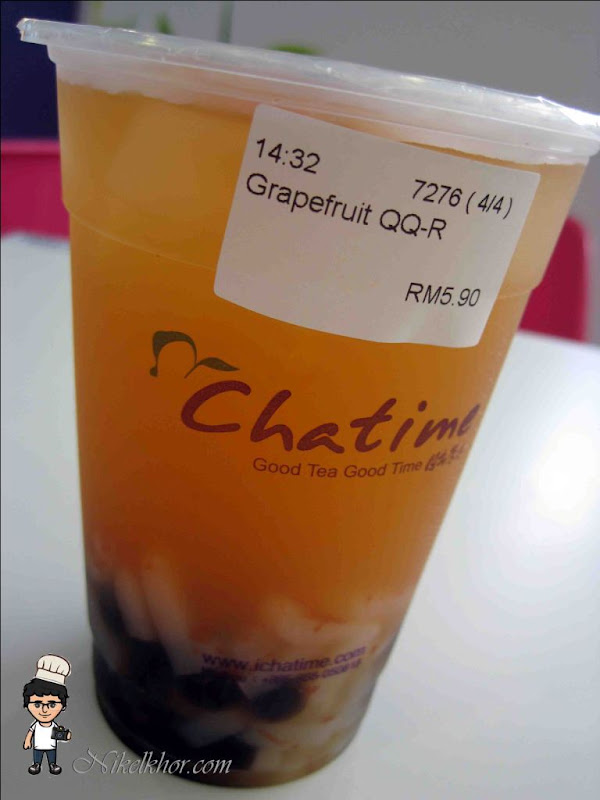 14:32 7276 ( 4/4 )
Grapefruit QQ-R
RM5.90
Chatime
Good Tea Good Time
www.ichatime.com
Nikelkhor.com